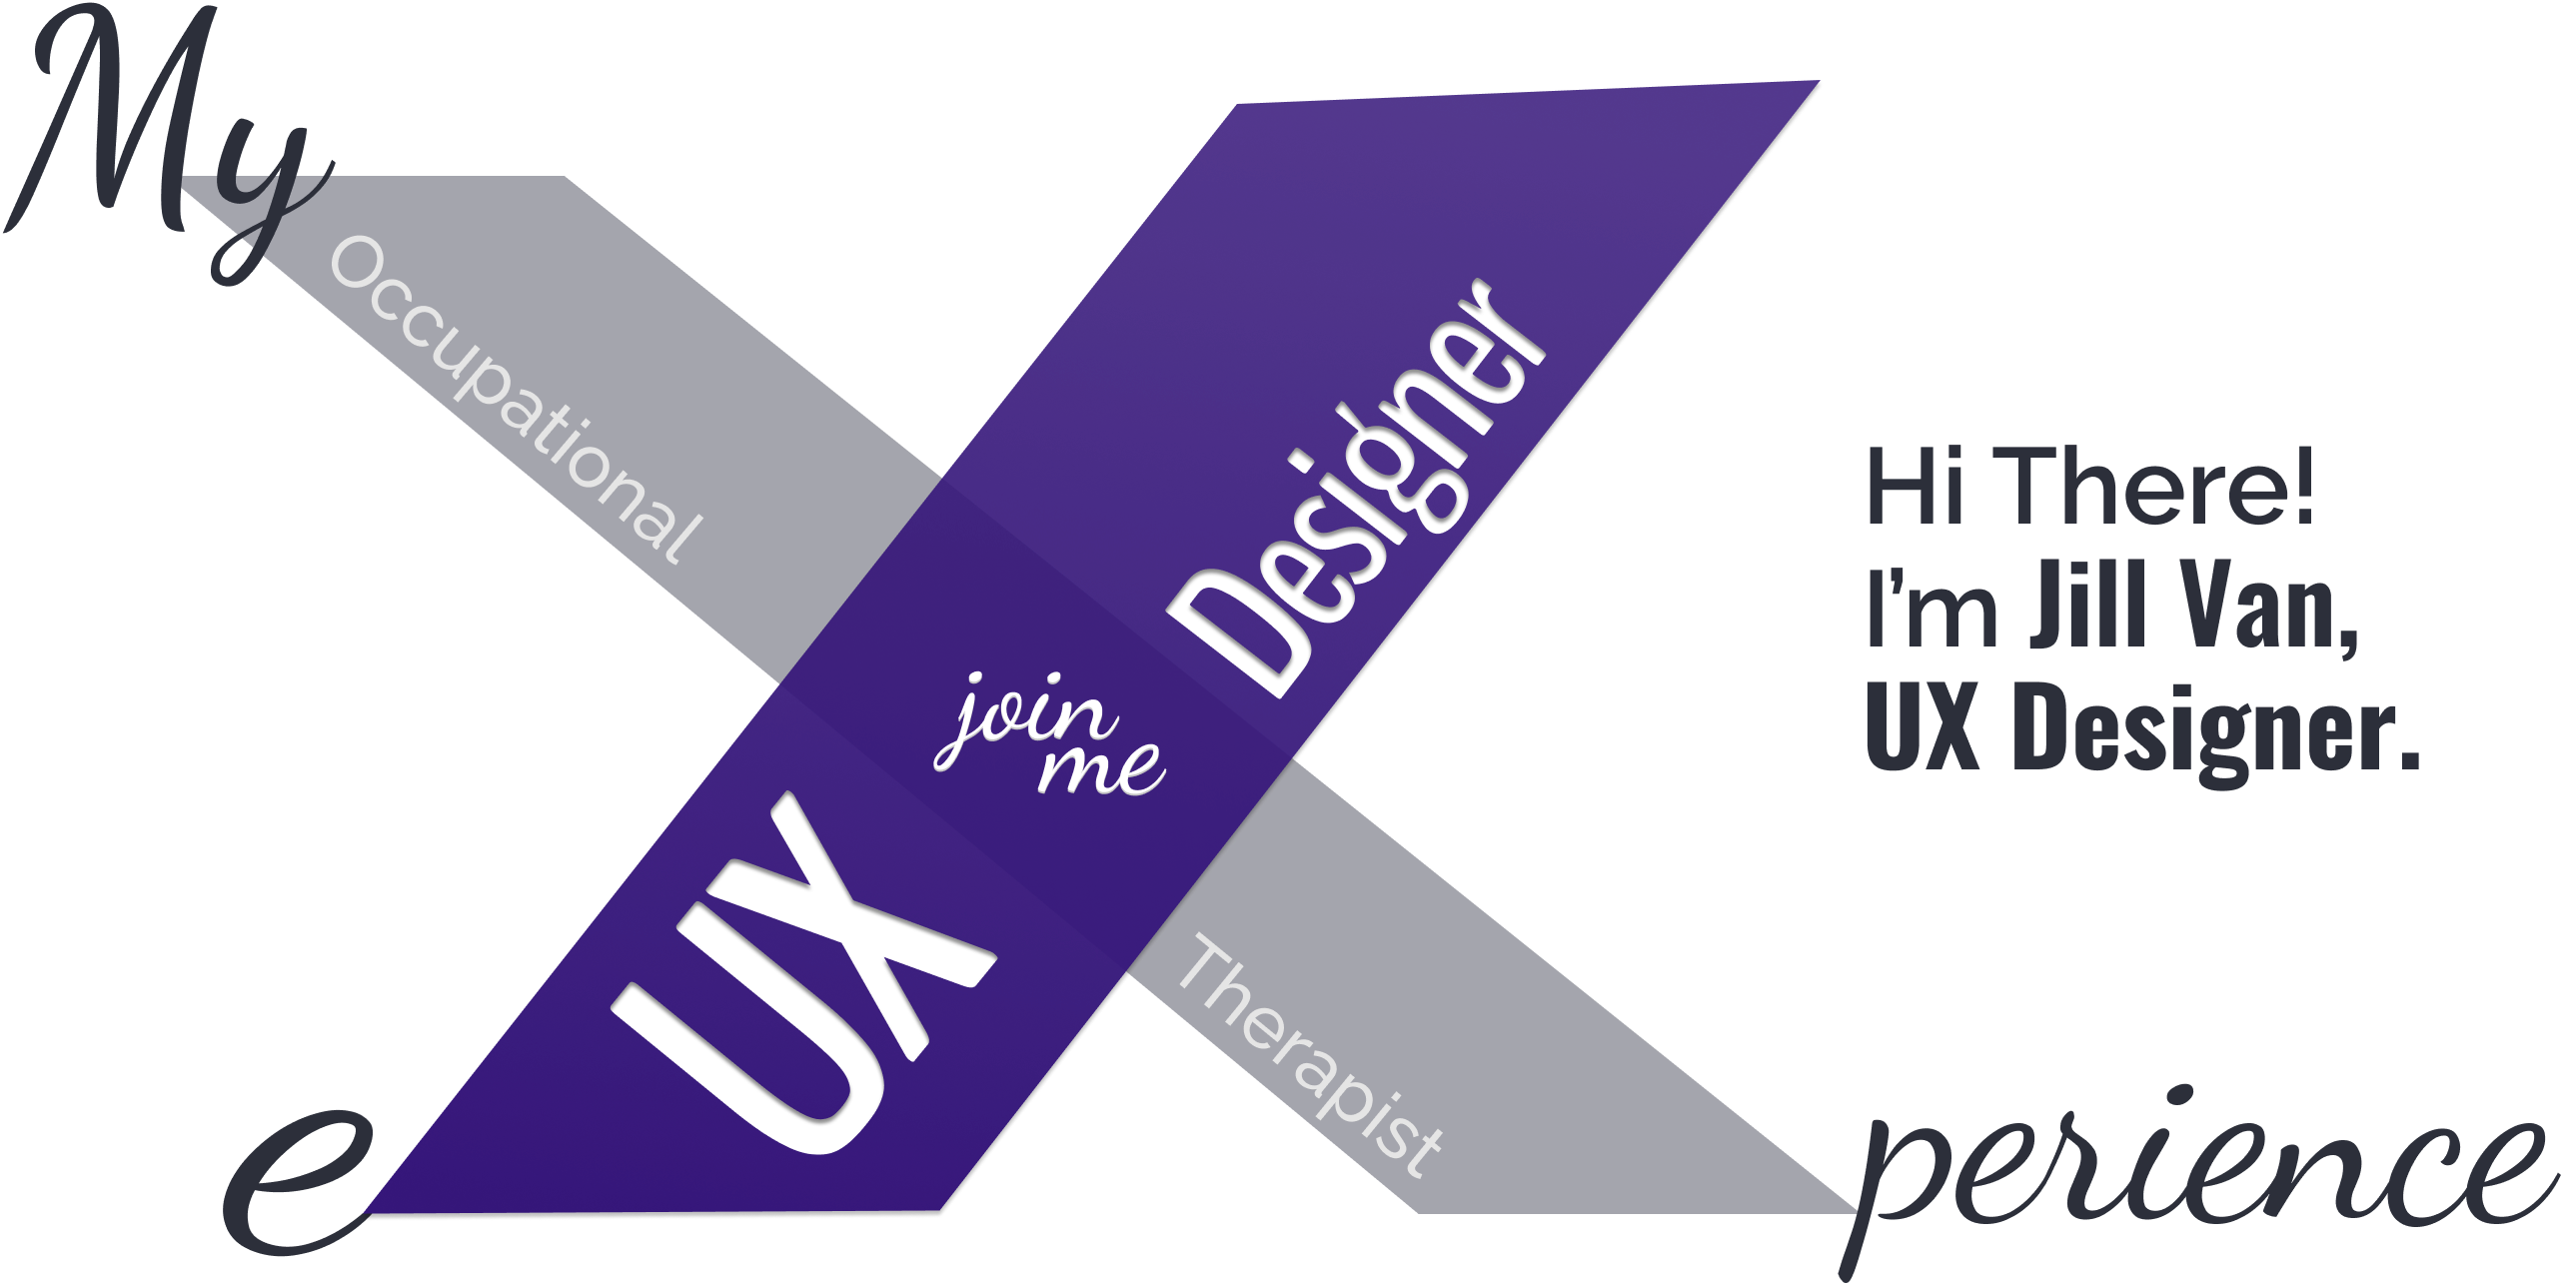 My
Occupational
Therapist
UX
Designer
join
me
Hi There!
I’m Jill Van,
UX Designer.
e
perience